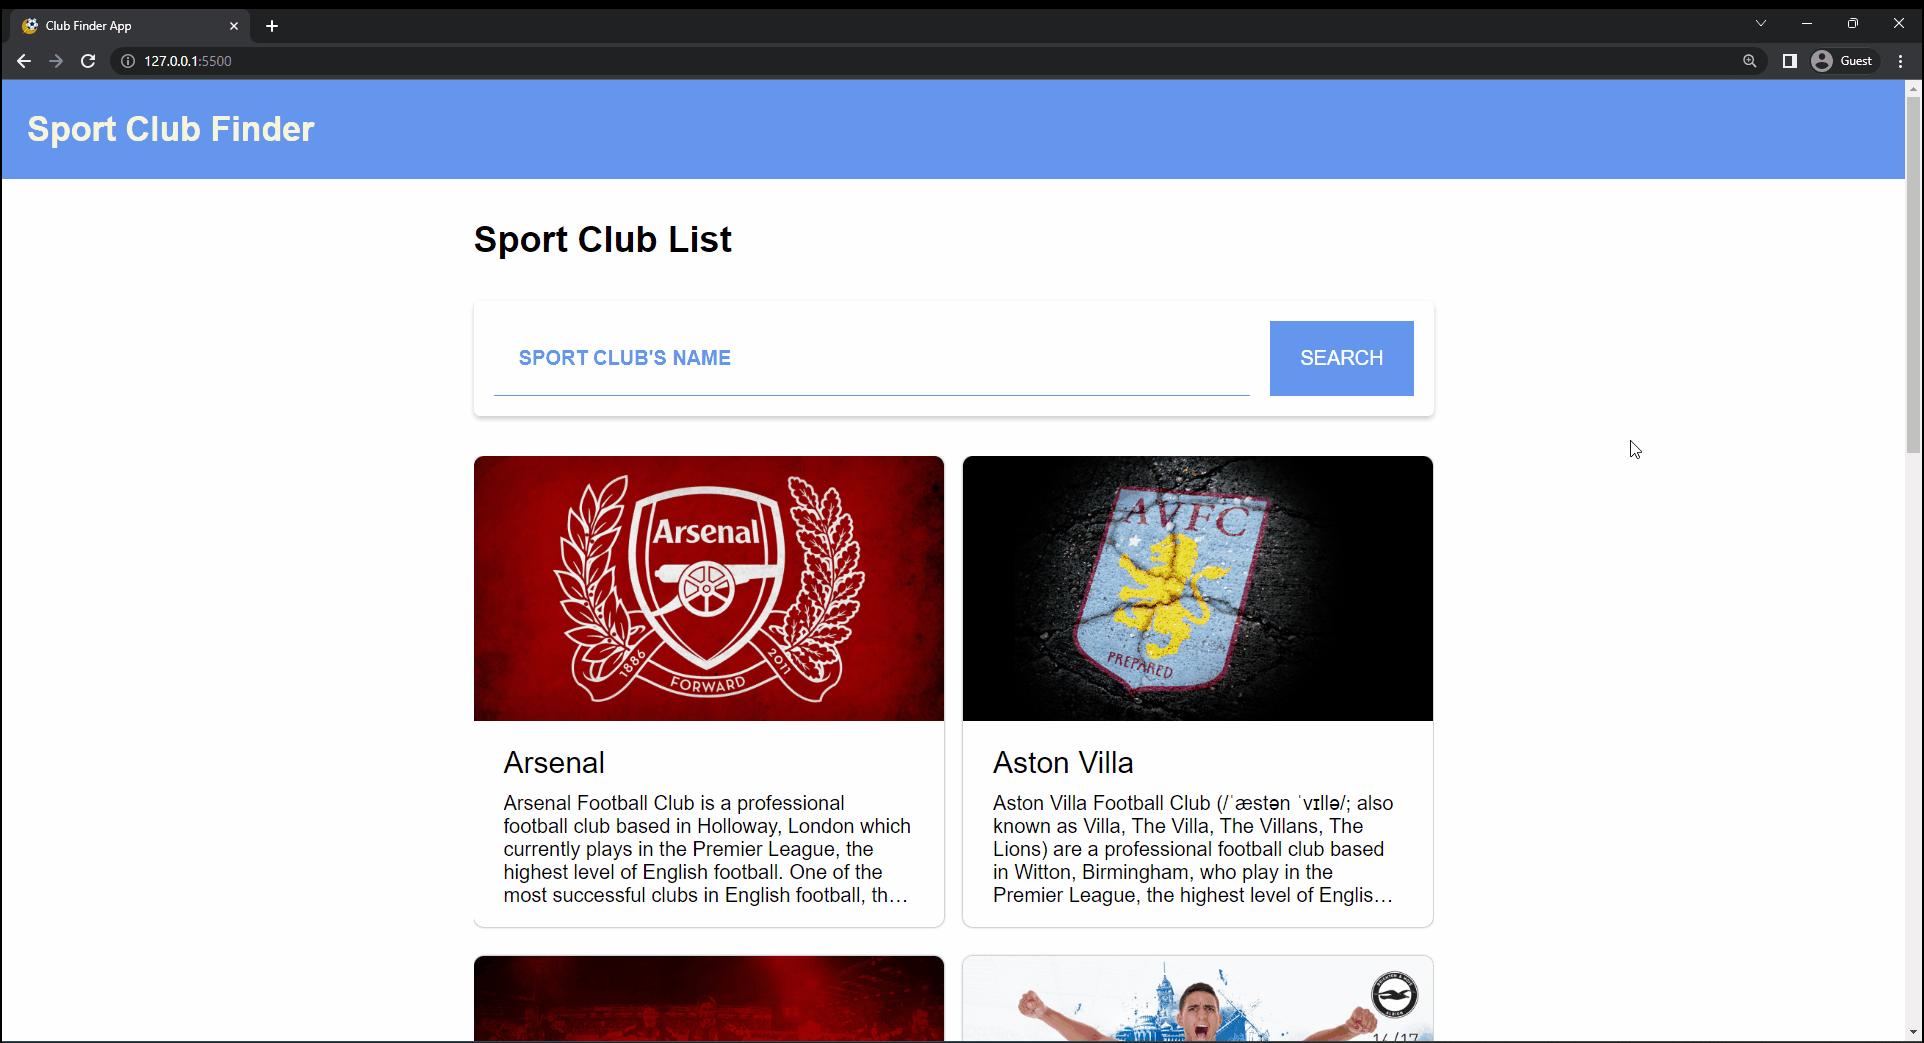 Club Finder App
127.0.0.1:5500
Guest
Sport Club Finder
Sport Club List
SPORT CLUB'S NAME
SEARCH
Arsenal
1886
FORWARD
2011
AVFC
PREPARED
Arsenal
Arsenal Football Club is a professional
football club based in Holloway, London which
currently plays in the Premier League, the
highest level of English football. One of the
most successful clubs in English football, th…
Aston Villa
Aston Villa Football Club (/ˈæstən ˈvɪllə/; also
known as Villa, The Villa, The Villans, The
Lions) are a professional football club based
in Witton, Birmingham, who play in the
Premier League, the highest level of Englis…